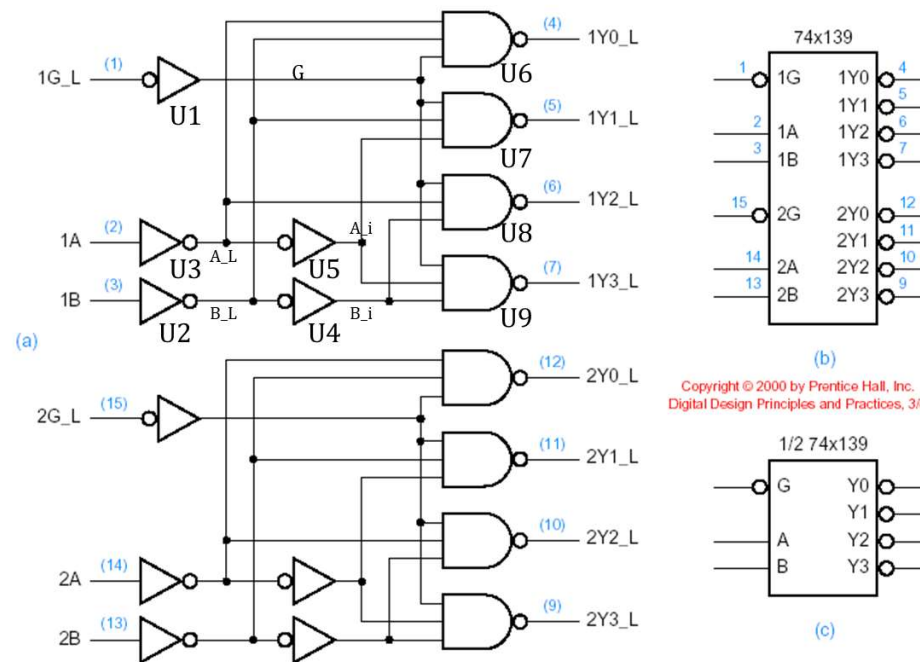 (1)
1G_L
G
U1
(4)
1Y0_L
U6
(5)
1Y1_L
U7
(6)
1Y2_L
U8
(2)
1A
U3
A_L
U5
A_i
(7)
1Y3_L
U9
(3)
1B
U2
B_L
U4
B_i
(a)
(12)
2Y0_L
(15)
2G_L
(11)
2Y1_L
(10)
2Y2_L
(14)
2A
(9)
2Y3_L
(13)
2B
74x139
1 1G 1Y0 4
1Y1 5
2 1A 1Y2 6
3 1B 1Y3 7
15 2G 2Y0 12
2Y1 11
14 2A 2Y2 10
13 2B 2Y3 9
(b)
Copyright © 2000 by Prentice Hall, Inc.
Digital Design Principles and Practices, 3/
1/2 74x139
G Y0
Y1
A Y2
B Y3
(c)